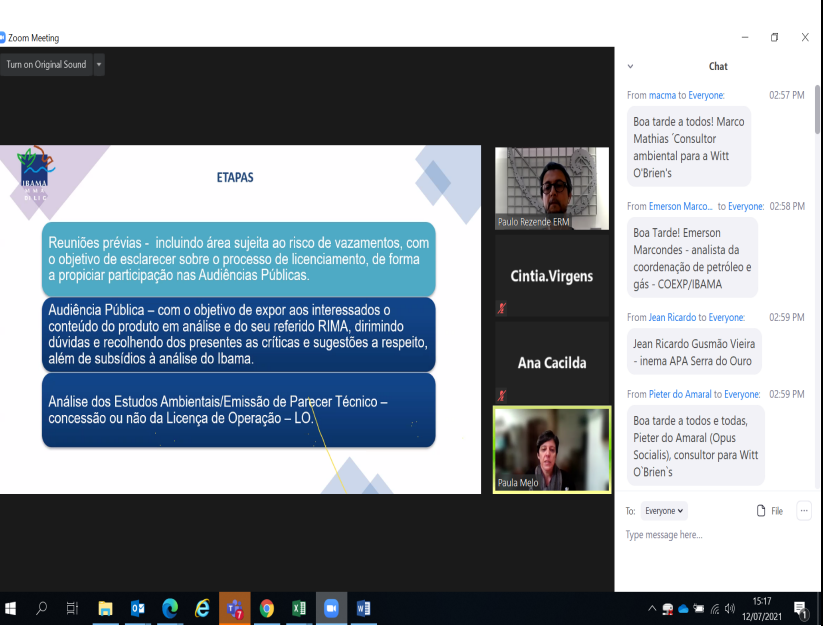 Zoom Meeting
Turn on Original Sound
IBAMA
M M A
ETAPAS
Reuniões prévias - incluindo área sujeita ao risco de vazamentos, com
o objetivo de esclarecer sobre o processo de licenciamento, de forma
a propiciar participação nas Audiências Públicas.
Audiência Pública – com o objetivo de expor aos interessados o
conteúdo do produto em análise e do seu referido RIMA, dirimindo
dúvidas e recolhendo dos presentes as críticas e sugestões a respeito,
além de subsídios à análise do Ibama.
Análise dos Estudos Ambientais/Emissão de Parecer Técnico –
concessão ou não da Licença de Operação – LO.
Paulo Rezende ERM
Cintia.Virgens
Ana Cacilda
Paula Melo
Chat
From macma to Everyone: 02:57 PM
Boa tarde a todos! Marco
Mathias ´Consultor
ambiental para a Witt
O'Brien's
From Emerson Marco... to Everyone: 02:58 PM
Boa Tarde! Emerson
Marcondes - analista da
coordenação de petróleo e
gás - COEXP/IBAMA
From Jean Ricardo to Everyone: 02:59 PM
Jean Ricardo Gusmão Vieira
- inema APA Serra do Ouro
From Pieter do Amaral to Everyone: 02:59 PM
Boa tarde a todos e todas,
Pieter do Amaral (Opus
Socialis), consultor para Witt
O`Brien`s
To: Everyone File ...
Type message here...
7
15:17
12/07/2021
1